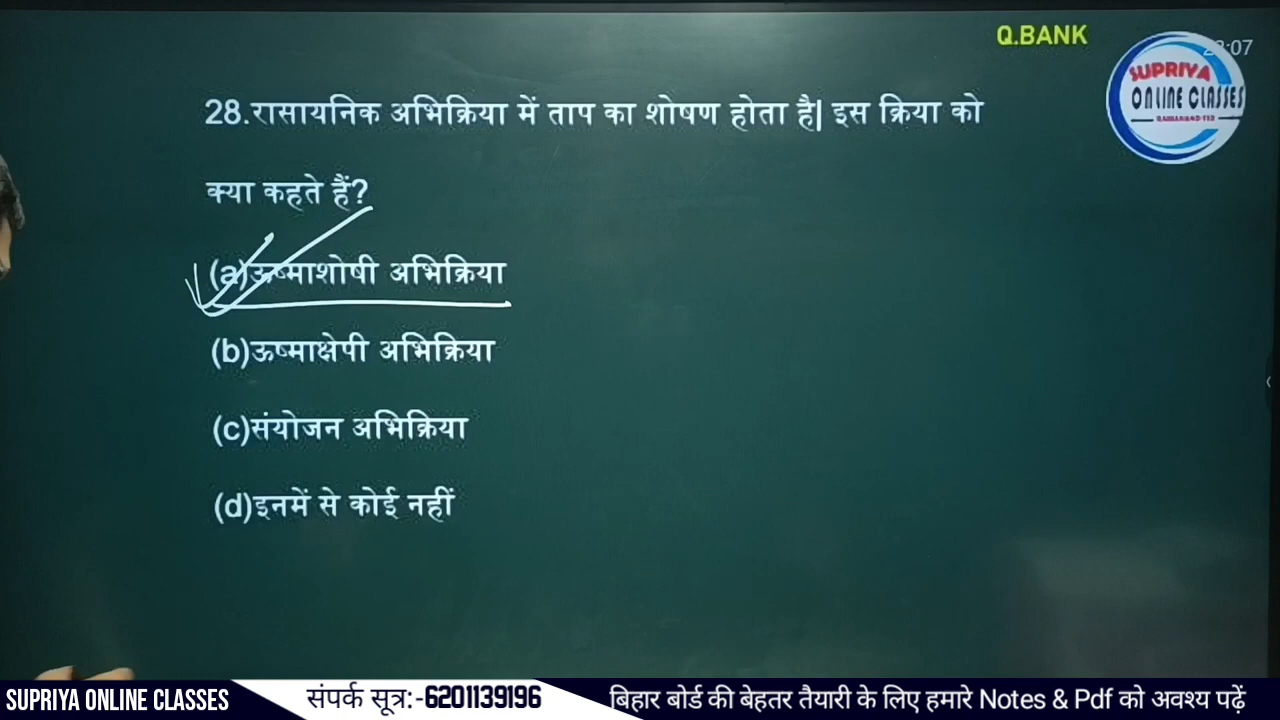 Q.BANK
SUPRIYA
ONLINE CLASSES
28.रासायनिक अभिक्रिया में ताप का शोषण होता है| इस क्रिया को
क्या कहते हैं?
(a)ऊष्माशोषी अभिक्रिया
(b)ऊष्माक्षेपी अभिक्रिया
(c)संयोजन अभिक्रिया
(d)इनमें से कोई नहीं
SUPRIYA ONLINE CLASSES संपर्क सूत्र:-6201139196 बिहार बोर्ड की बेहतर तैयारी के लिए हमारे Notes & Pdf को अवश्य पढ़ें